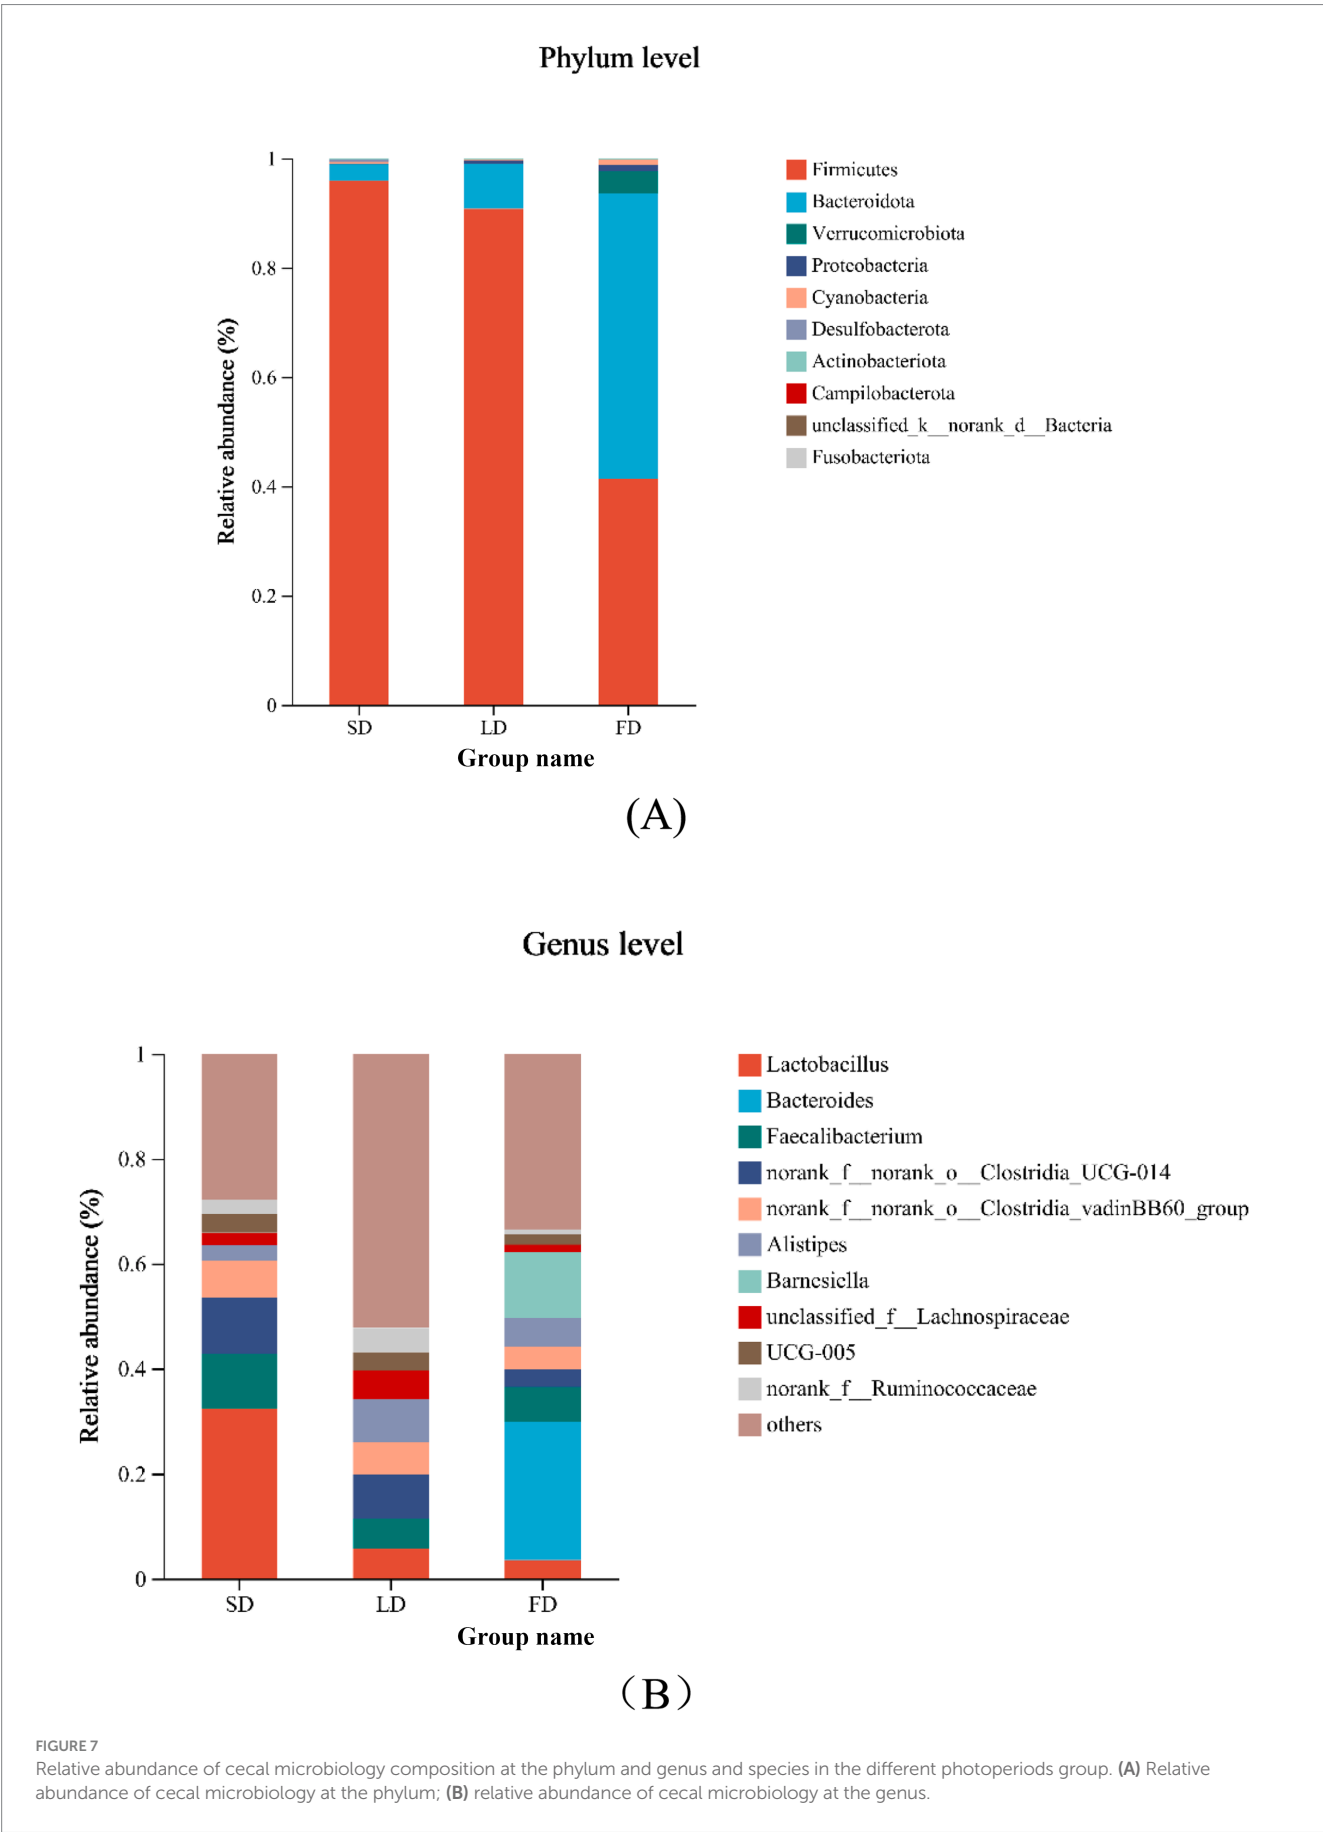 Phylum level
1
0.8
0.6
0.4
0.2
0
Relative abundance (%)
SD LD FD
Group name
Firmicutes
Bacteroidota
Verrucomicrobiota
Proteobacteria
Cyanobacteria
Desulfobacterota
Actinobacteriota
Campilobacterota
unclassified_k__norank_d__Bacteria
Fusobacteriota
(A)
Genus level
1
0.8
0.6
0.4
0.2
0
Relative abundance (%)
SD LD FD
Group name
Lactobacillus
Bacteroides
Faecalibacterium
norank_f__norank_o__Clostridia_UCG-014
norank_f__norank_o__Clostridia_vadinBB60_group
Alistipes
Barnesiella
unclassified_f__Lachnospiraceae
UCG-005
norank_f__Ruminococcaceae
others
(B)
FIGURE 7
Relative abundance of cecal microbiology composition at the phylum and genus and species in the different photoperiods group. (A) Relative
abundance of cecal microbiology at the phylum; (B) relative abundance of cecal microbiology at the genus.